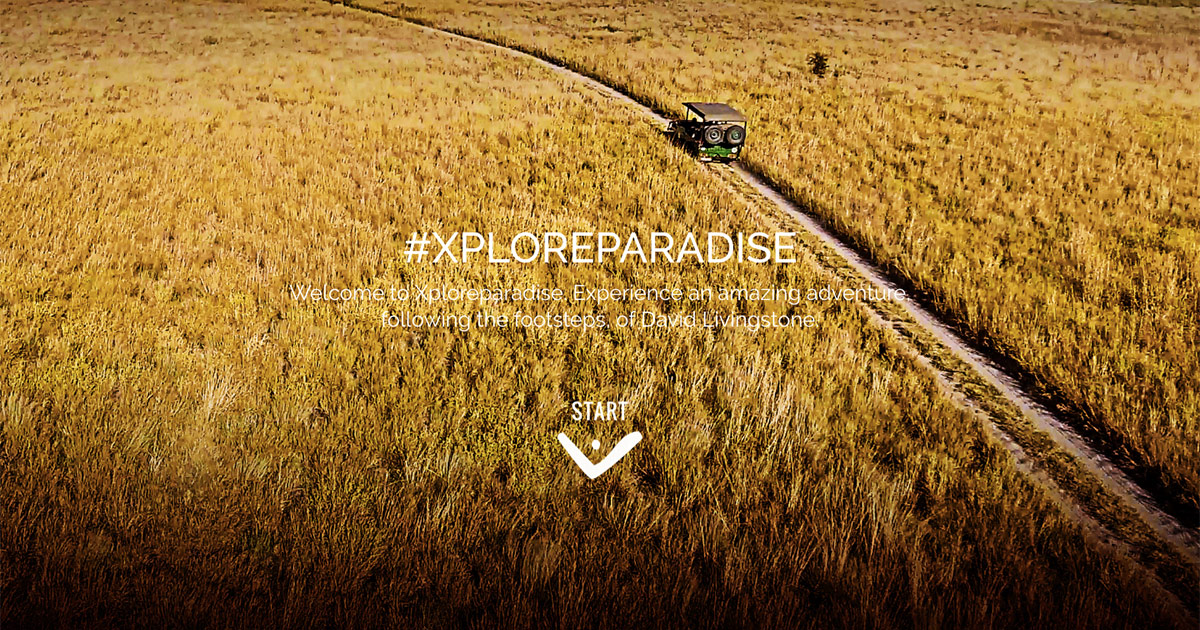 #XPLOREPARADISE
Welcome to Xploreparadise. Experience an amazing adventure
following the footsteps, of David Livingstone.
START